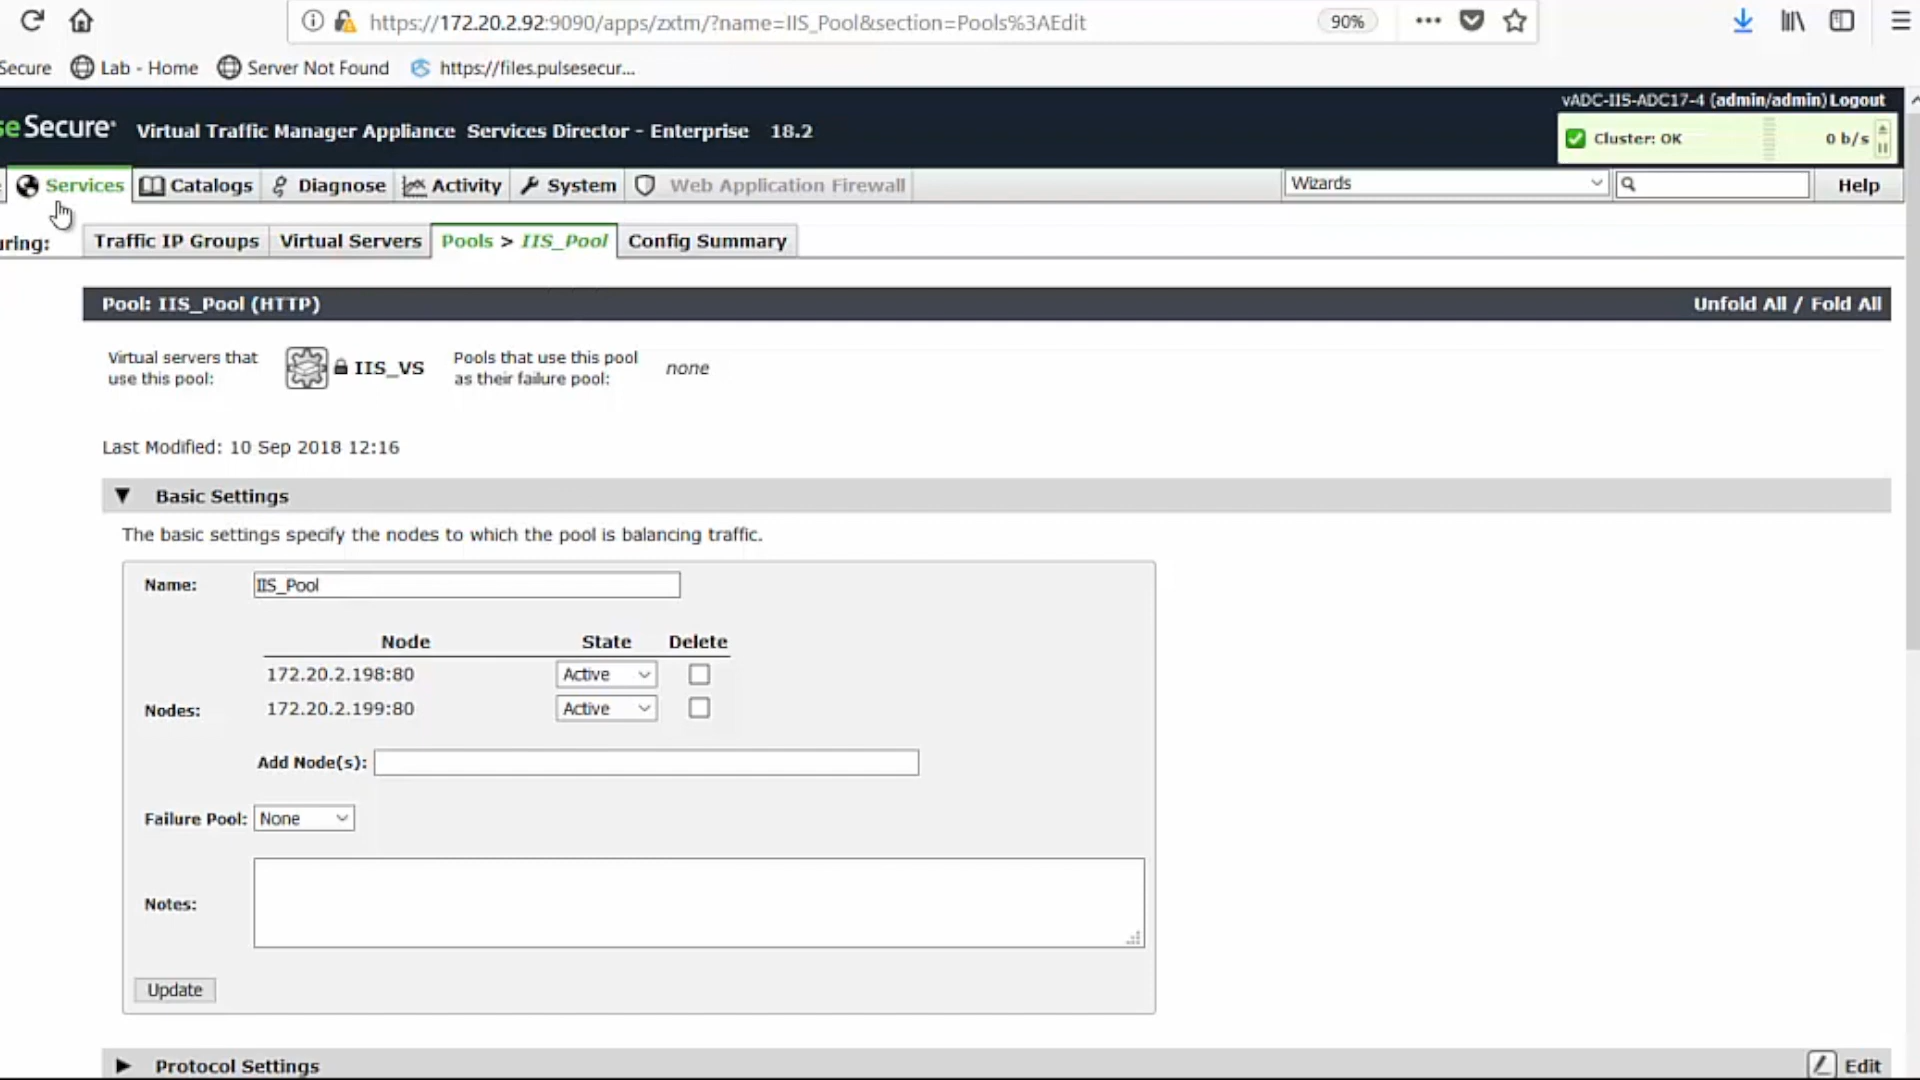 https://172.20.2.92:9090/apps/zxtm/?name=IIS_Pool&section=Pools%3AEdit 90%
Secure Lab - Home Server Not Found https://files.pulsesecur...
vADC-IIS-ADC17-4 (admin/admin) Logout
e Secure Virtual Traffic Manager Appliance Services Director - Enterprise 18.2
Cluster: OK 0 b/s
Services Catalogs Diagnose Activity System Web Application Firewall Wizards Help
uring: Traffic IP Groups Virtual Servers Pools > IIS_Pool Config Summary
Pool: IIS_Pool (HTTP) Unfold All / Fold All
Virtual servers that
use this pool:
IIS_VS
Pools that use this pool
as their failure pool:
none
Last Modified: 10 Sep 2018 12:16
Basic Settings
The basic settings specify the nodes to which the pool is balancing traffic.
Name: IIS_Pool
Node State Delete
172.20.2.198:80 Active
Nodes: 172.20.2.199:80 Active
Add Node(s):
Failure Pool: None
Notes:
Update
Protocol Settings Edit